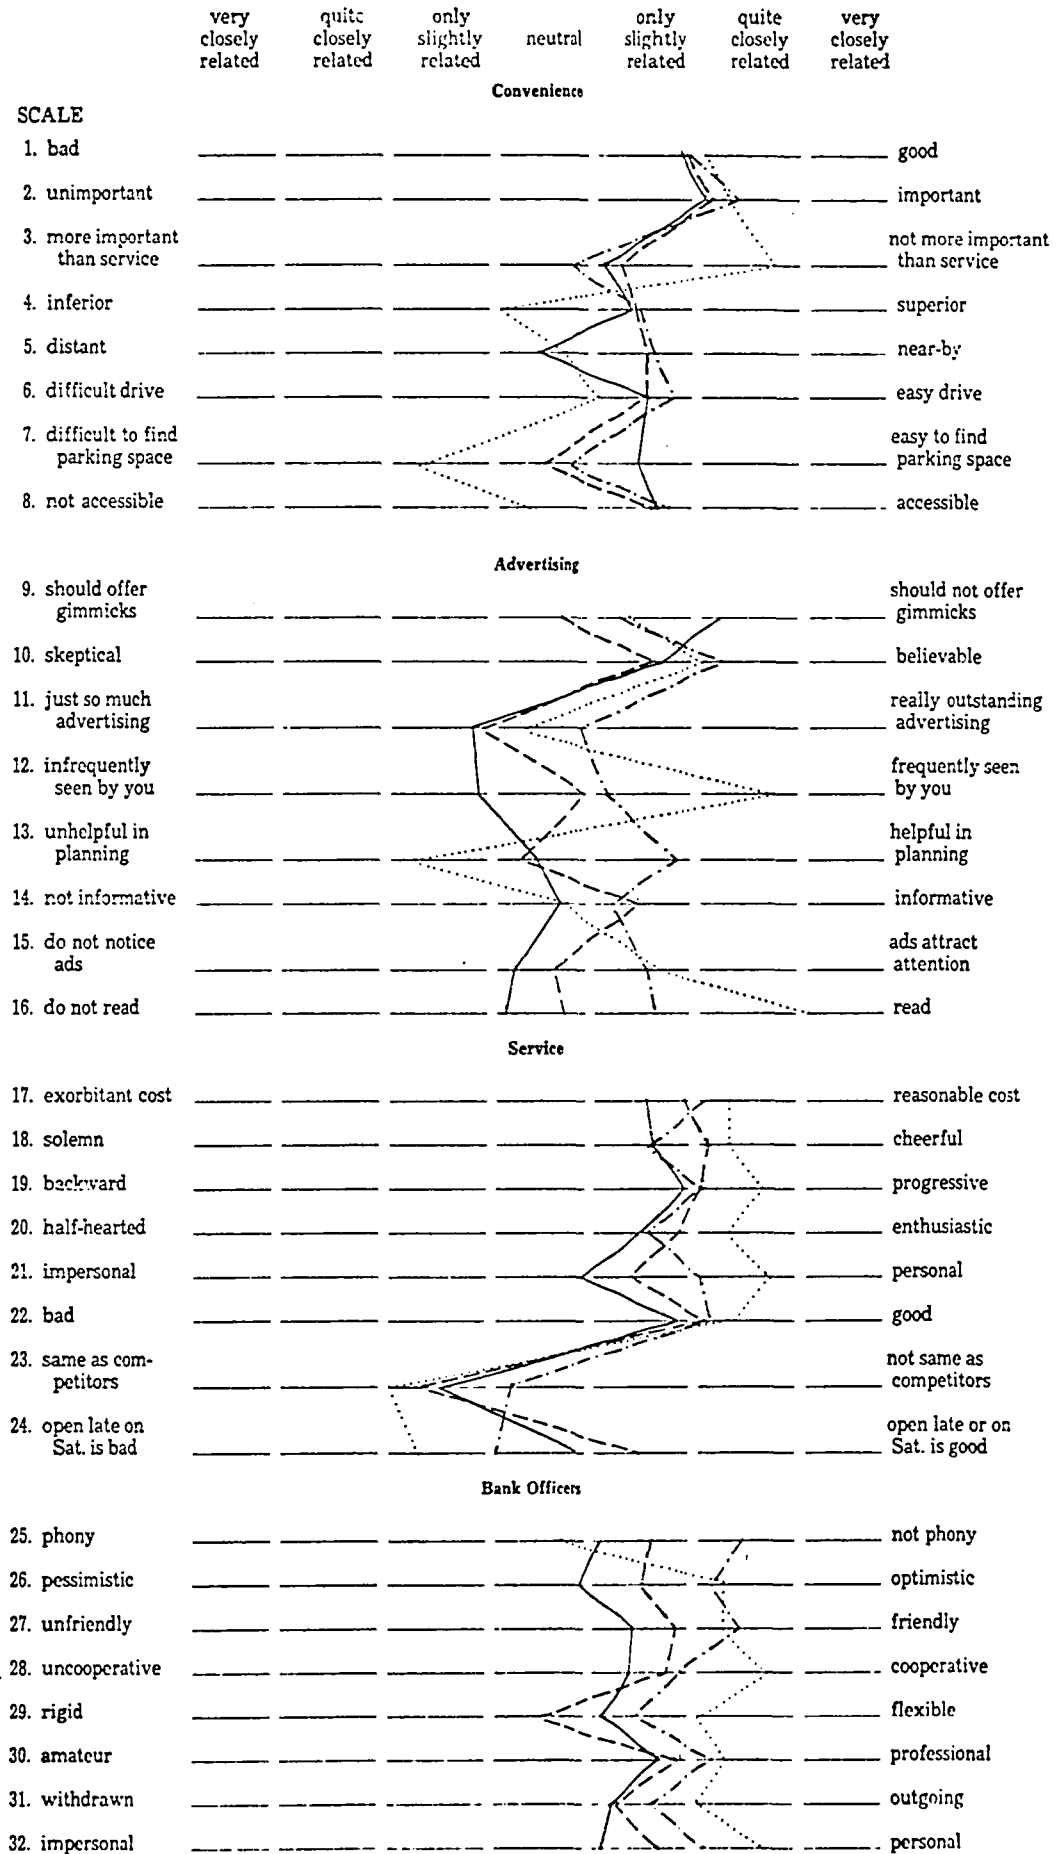 very quite only only quite very
closely closely slightly neutral slightly closely closely
related related related related related related
Convenience
SCALE
1. bad good
2. unimportant important
3. more important not more important
than service than service
4. inferior superior
5. distant near-by
6. difficult drive easy drive
7. difficult to find easy to find
parking space parking space
8. not accessible accessible
Advertising
9. should offer should not offer
gimmicks gimmicks
10. skeptical believable
11. just so much really outstanding
advertising advertising
12. infrequently frequently seen
seen by you by you
13. unhelpful in helpful in
planning planning
14. not informative informative
15. do not notice ads attract
ads attention
16. do not read read
Service
17. exorbitant cost reasonable cost
18. solemn cheerful
19. backward progressive
20. half-hearted enthusiastic
21. impersonal personal
22. bad good
23. same as com- not same as
petitors competitors
24. open late on open late or on
Sat. is bad Sat. is good
Bank Officers
25. phony not phony
26. pessimistic optimistic
27. unfriendly friendly
28. uncooperative cooperative
29. rigid flexible
30. amateur professional
31. withdrawn outgoing
32. impersonal personal